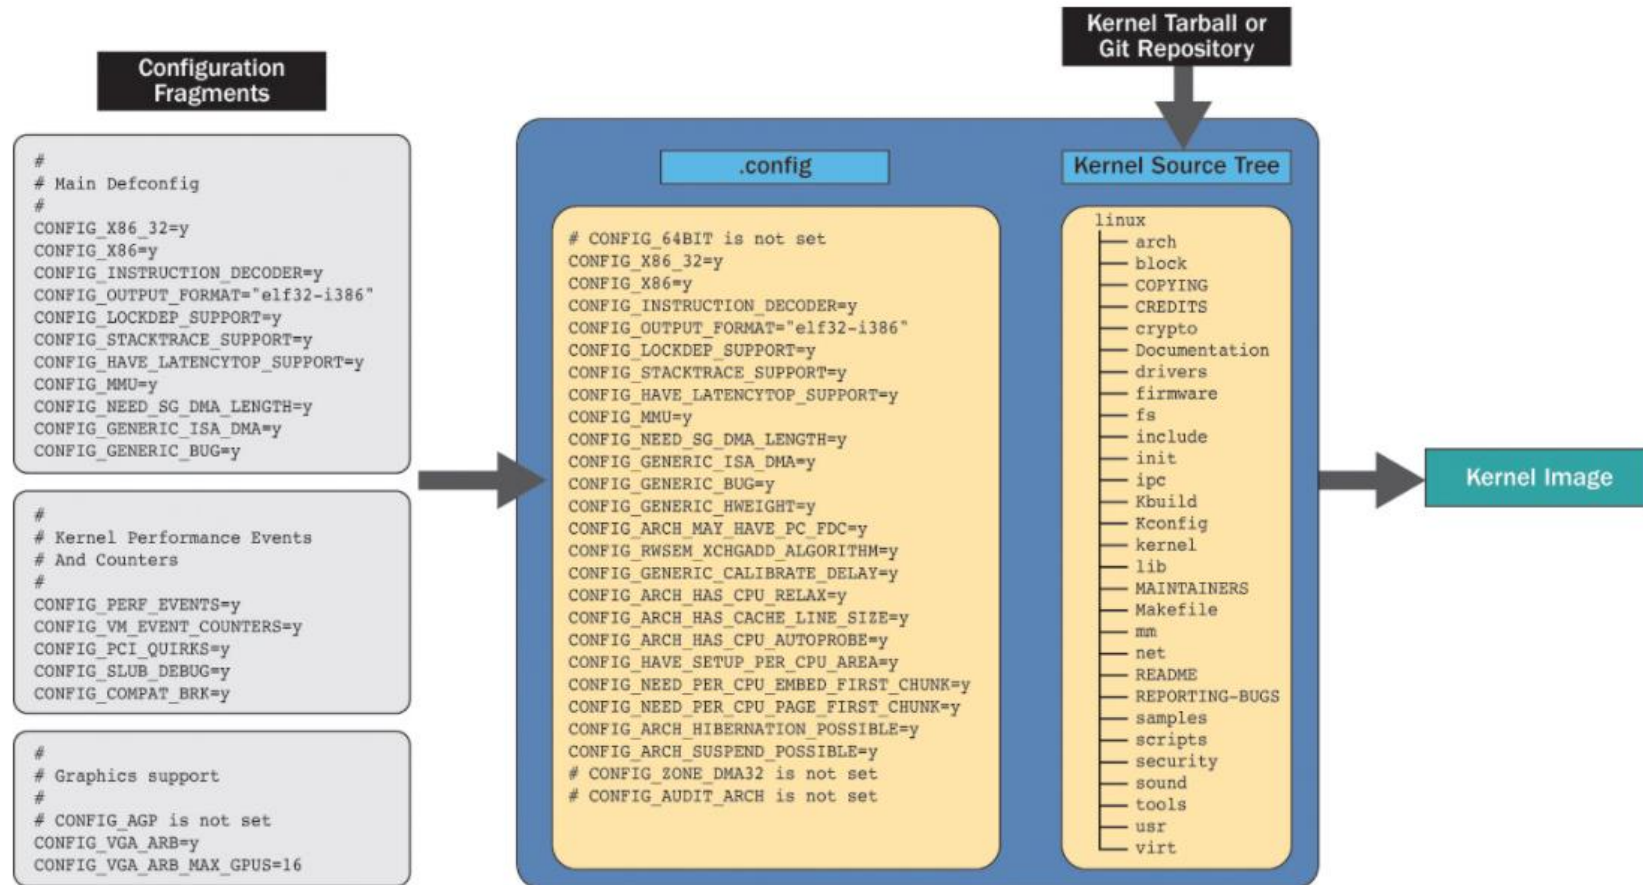 Configuration
Fragments
#
# Main Defconfig
#
CONFIG_X86_32=y
CONFIG_X86=y
CONFIG_INSTRUCTION_DECODER=y
CONFIG_OUTPUT_FORMAT="elf32-i386"
CONFIG_LOCKDEP_SUPPORT=y
CONFIG_STACKTRACE_SUPPORT=y
CONFIG_HAVE_LATENCYTOP_SUPPORT=y
CONFIG_MMU=y
CONFIG_NEED_SG_DMA_LENGTH=y
CONFIG_GENERIC_ISA_DMA=y
CONFIG_GENERIC_BUG=y
#
# Kernel Performance Events
# And Counters
#
CONFIG_PERF_EVENTS=y
CONFIG_VM_EVENT_COUNTERS=y
CONFIG_PCI_QUIRKS=y
CONFIG_SLUB_DEBUG=y
CONFIG_COMPAT_BRK=y
#
# Graphics support
#
# CONFIG_AGP is not set
CONFIG_VGA_ARB=y
CONFIG_VGA_ARB_MAX_GPUS=16
.config
# CONFIG_64BIT is not set
CONFIG_X86_32=y
CONFIG_X86=y
CONFIG_INSTRUCTION_DECODER=y
CONFIG_OUTPUT_FORMAT="elf32-i386"
CONFIG_LOCKDEP_SUPPORT=y
CONFIG_STACKTRACE_SUPPORT=y
CONFIG_HAVE_LATENCYTOP_SUPPORT=y
CONFIG_MMU=y
CONFIG_NEED_SG_DMA_LENGTH=y
CONFIG_GENERIC_ISA_DMA=y
CONFIG_GENERIC_BUG=y
CONFIG_GENERIC_HWEIGHT=y
CONFIG_ARCH_MAY_HAVE_PC_FDC=y
CONFIG_RWSEM_XCHGADD_ALGORITHM=y
CONFIG_GENERIC_CALIBRATE_DELAY=y
CONFIG_ARCH_HAS_CPU_RELAX=y
CONFIG_ARCH_HAS_CACHE_LINE_SIZE=y
CONFIG_ARCH_HAS_CPU_AUTOPROBE=y
CONFIG_HAVE_SETUP_PER_CPU_AREA=y
CONFIG_NEED_PER_CPU_EMBED_FIRST_CHUNK=y
CONFIG_NEED_PER_CPU_PAGE_FIRST_CHUNK=y
CONFIG_ARCH_HIBERNATION_POSSIBLE=y
CONFIG_ARCH_SUSPEND_POSSIBLE=y
# CONFIG_ZONE_DMA32 is not set
# CONFIG_AUDIT_ARCH is not set
Kernel Tarball or
Git Repository
Kernel Source Tree
linux
arch
block
COPYING
CREDITS
crypto
Documentation
drivers
firmware
fs
include
init
ipc
Kbuild
Kconfig
kernel
lib
MAINTAINERS
Makefile
mm
net
README
REPORTING-BUGS
samples
scripts
security
sound
tools
usr
virt
Kernel Image